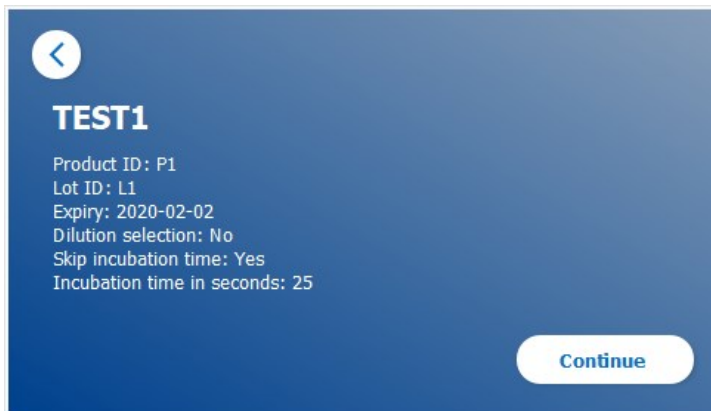 TEST1
Product ID: P1
Lot ID: L1
Expiry: 2020-02-02
Dilution selection: No
Skip incubation time: Yes
Incubation time in seconds: 25
Continue